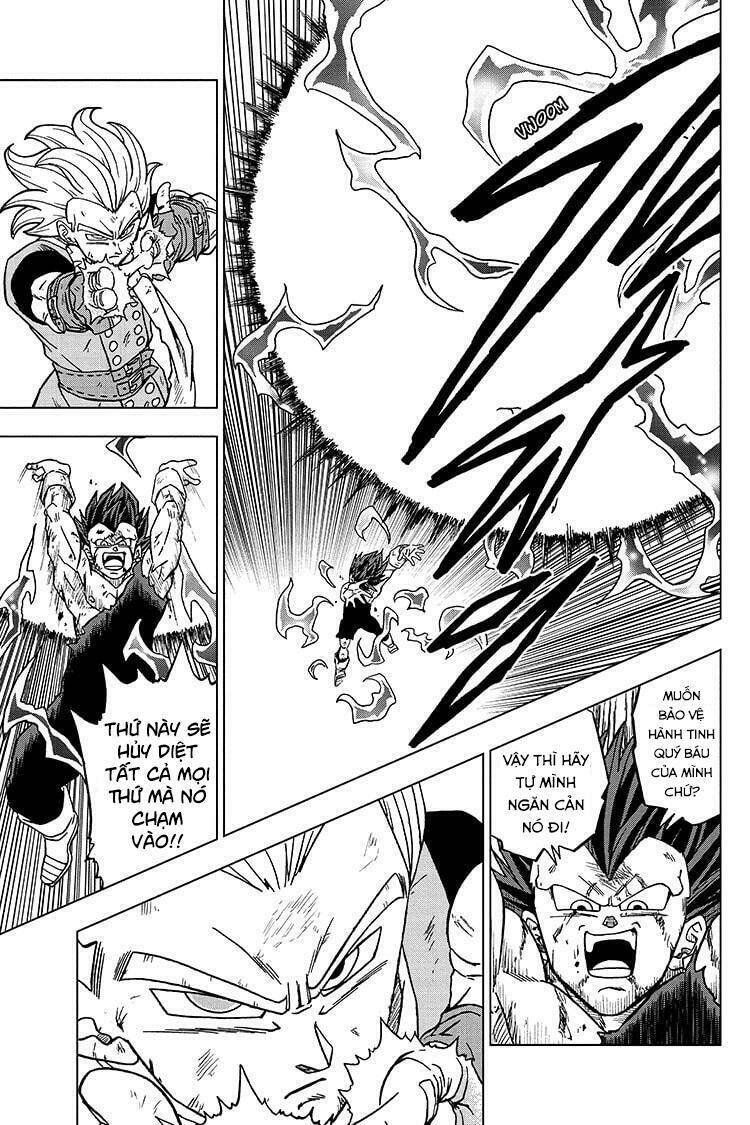 VWOOM
MUỐN
BẢO VỆ
HÀNH TINH
QUÝ BÁU
CỦA MÌNH
CHỨ?
VẬY THÌ HÃY
TỰ MÌNH
NGĂN CẢN
NÓ ĐI!
THỨ NÀY SẼ
HỦY DIỆT
TẤT CẢ MỌI
THỨ MÀ NÓ
CHẠM
VÀO!!